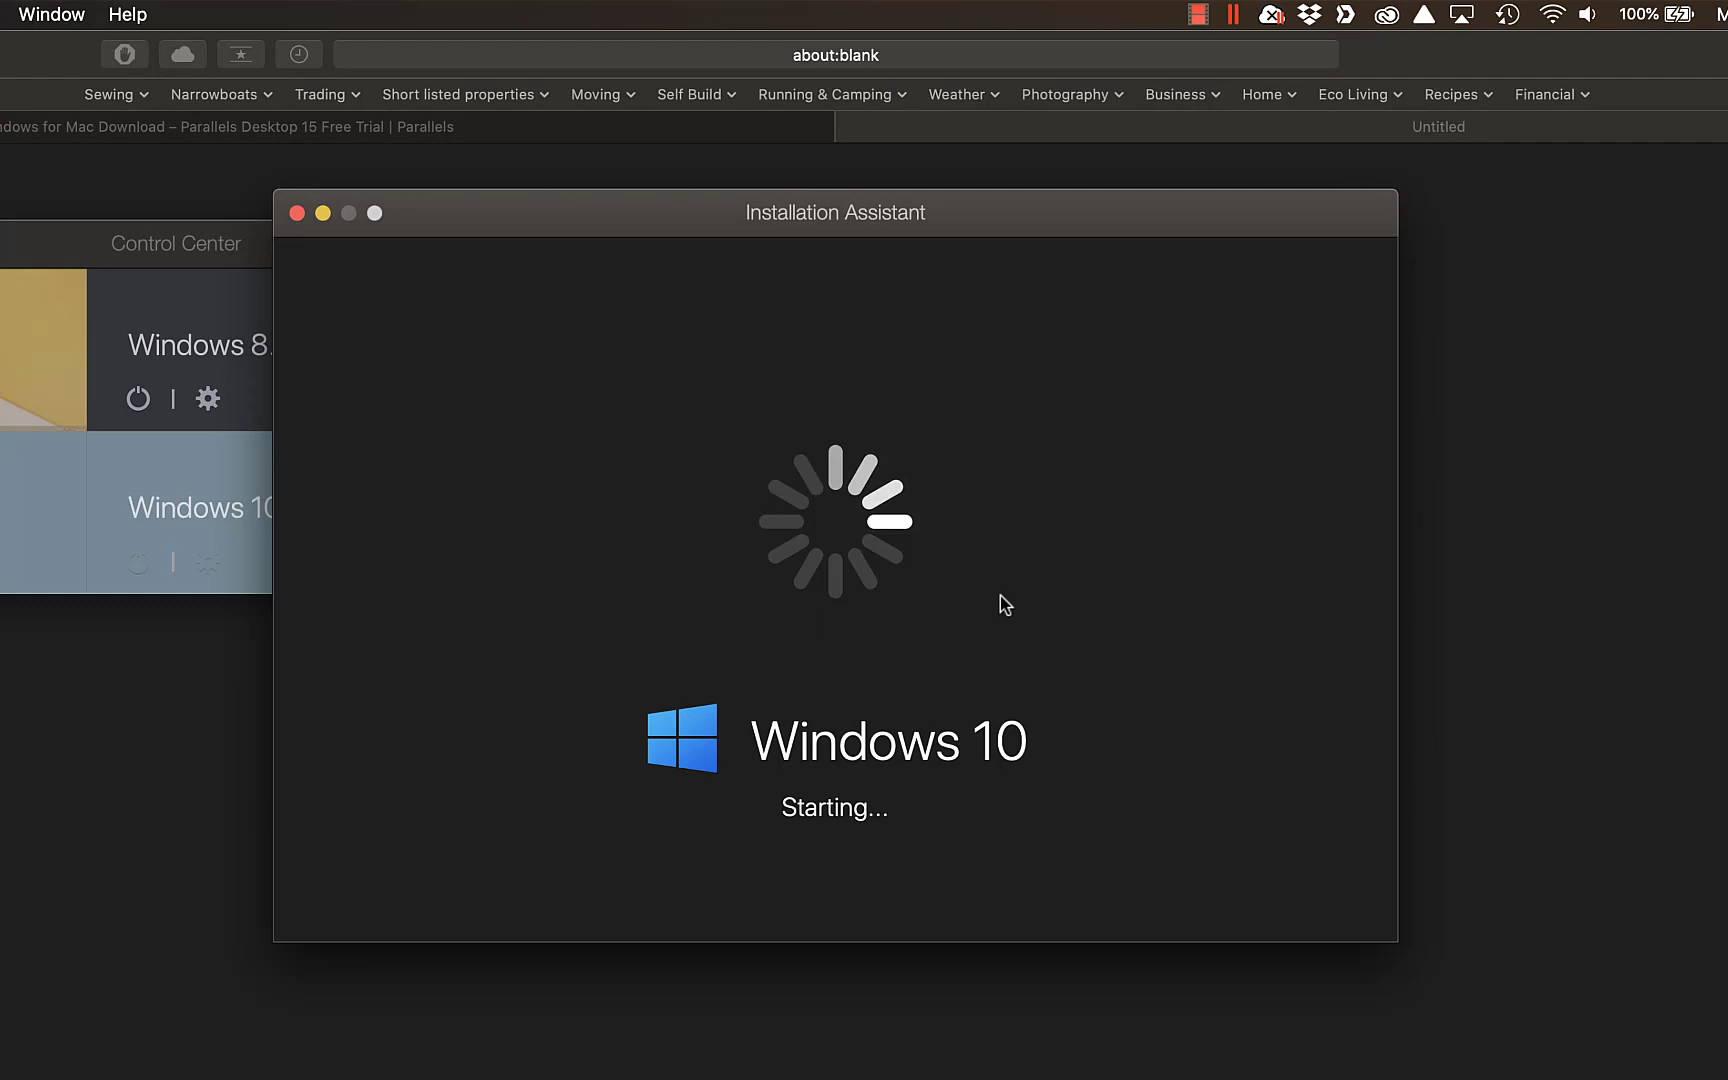 Window Help
100%
about:blank
Sewing Narrowboats Trading Short listed properties Moving Self Build Running & Camping Weather Photography Business Home Eco Living Recipes Financial
ndows for Mac Download – Parallels Desktop 15 Free Trial | Parallels
Untitled
Installation Assistant
Control Center
Windows 8.
Windows 10
Windows 10
Starting...